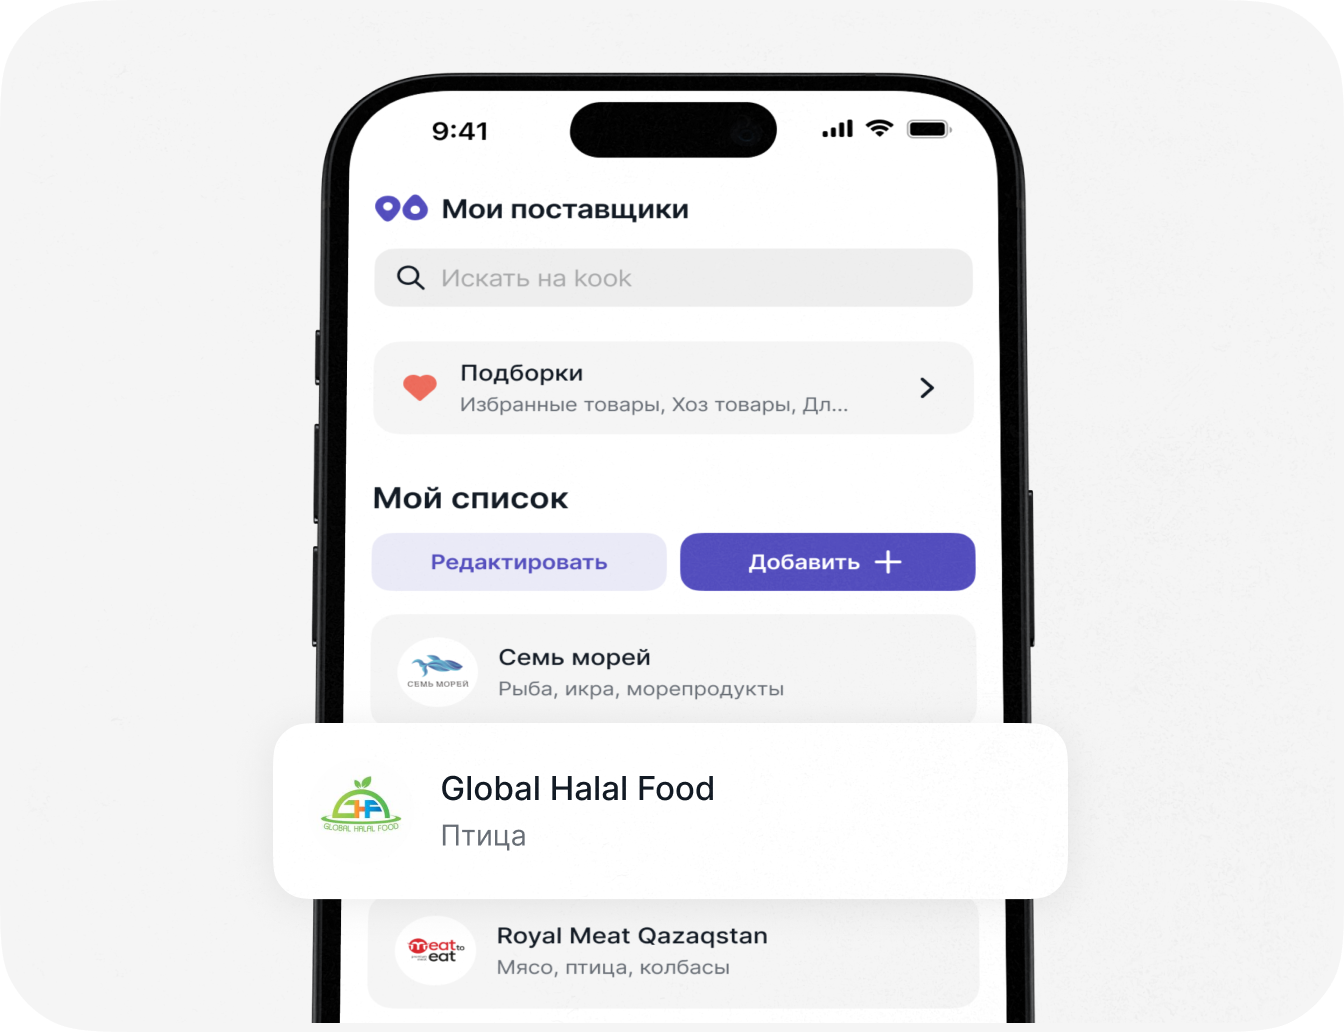 9:41
Мои поставщики
Искать на kook
Подборки
Избранные товары, Хоз товары, Дл...
Мой список
Редактировать
Добавить
Семь морей
СЕМЬ МОРЕЙ
Рыба, икра, морепродукты
Global Halal Food
GLOBAL HALAL FOOD
Птица
Royal Meat Qazaqstan
meat to
eat
Мясо, птица, колбасы